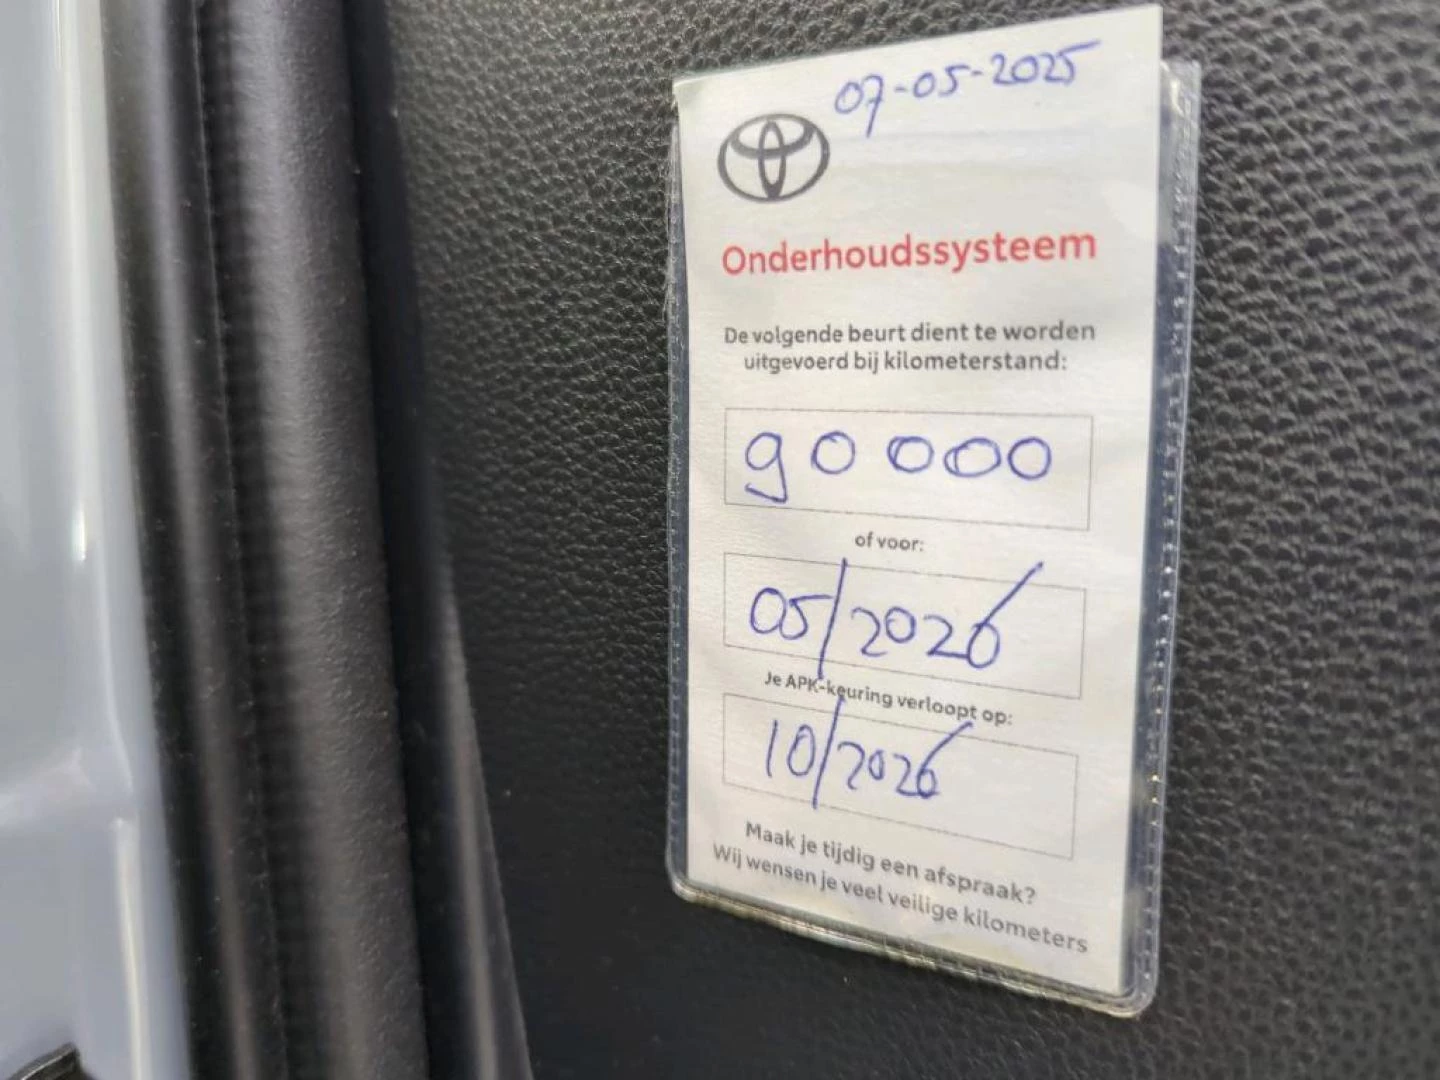 07-05-2025
Onderhoudssysteem
De volgende beurt dient te worden
uitgevoerd bij kilometerstand:
90000
of voor:
05/2026
Je APK-keuring verloopt op:
10/2026
Maak je tijdig een afspraak?
Wij wensen je veel veilige kilometers